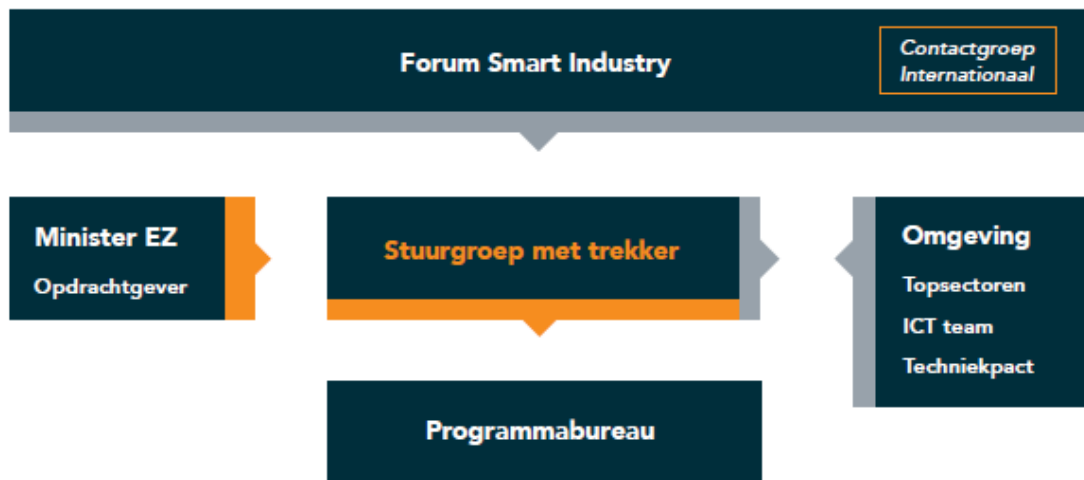 Forum Smart Industry
Contactgroep
Internationaal
Minister EZ
Opdrachtgever
Stuurgroep met trekker
Omgeving
Topsectoren
ICT team
Techniekpact
Programmabureau